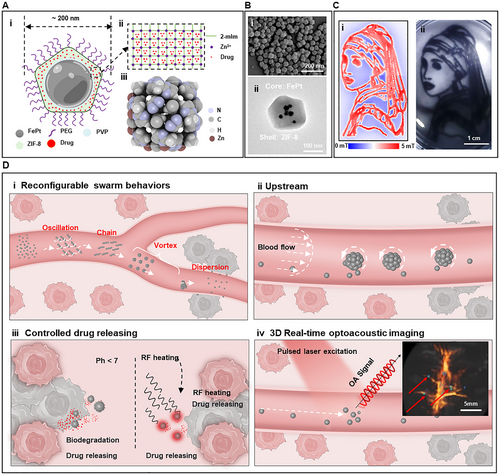 A
i
~ 200 nm
ii
2-mIm
Zn²⁺
Drug
iii
N
C
H
Zn
FePt
PEG
PVP
ZIF-8
Drug
B
i
200 nm
ii
Core: FePt
Shell: ZIF-8
100 nm
C
i
0 mT
5 mT
ii
1 cm
D
i Reconfigurable swarm behaviors
Oscillation
Chain
Vortex
Dispersion
ii Upstream
Blood flow
iii Controlled drug releasing
Ph < 7
RF heating
RF heating
Drug releasing
Biodegradation
Drug releasing
Drug releasing
iv 3D Real-time optoacoustic imaging
Pulsed laser excitation
OA Signal
5mm